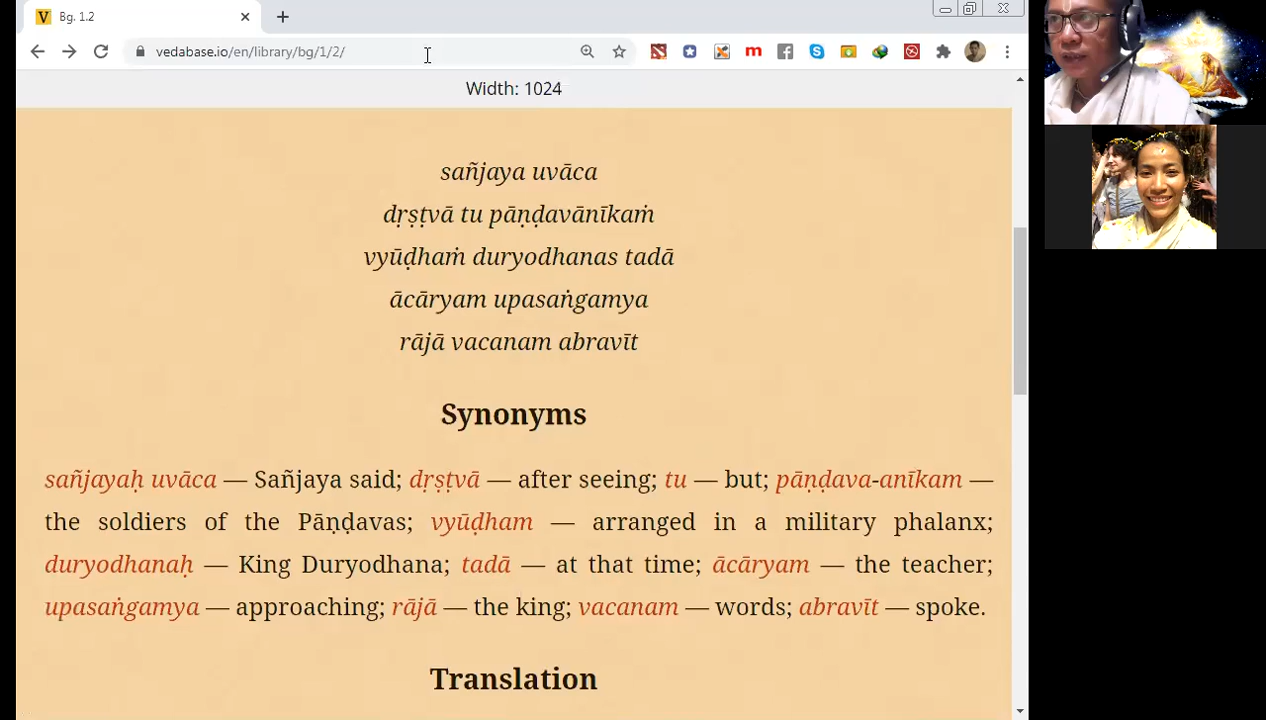 Bg. 1.2
vedabase.io/en/library/bg/1/2/
Width: 1024
sañjaya uvāca
dṛṣṭvā tu pāṇḍavānīkaṁ
vyūḍhaṁ duryodhanas tadā
ācāryam upasaṅgamya
rājā vacanam abravīt
Synonyms
sañjayaḥ uvāca — Sañjaya said; dṛṣṭvā — after seeing; tu — but; pāṇḍava-anīkam —
the soldiers of the Pāṇḍavas; vyūḍham — arranged in a military phalanx;
duryodhanaḥ — King Duryodhana; tadā — at that time; ācāryam — the teacher;
upasaṅgamya — approaching; rājā — the king; vacanam — words; abravīt — spoke.
Translation